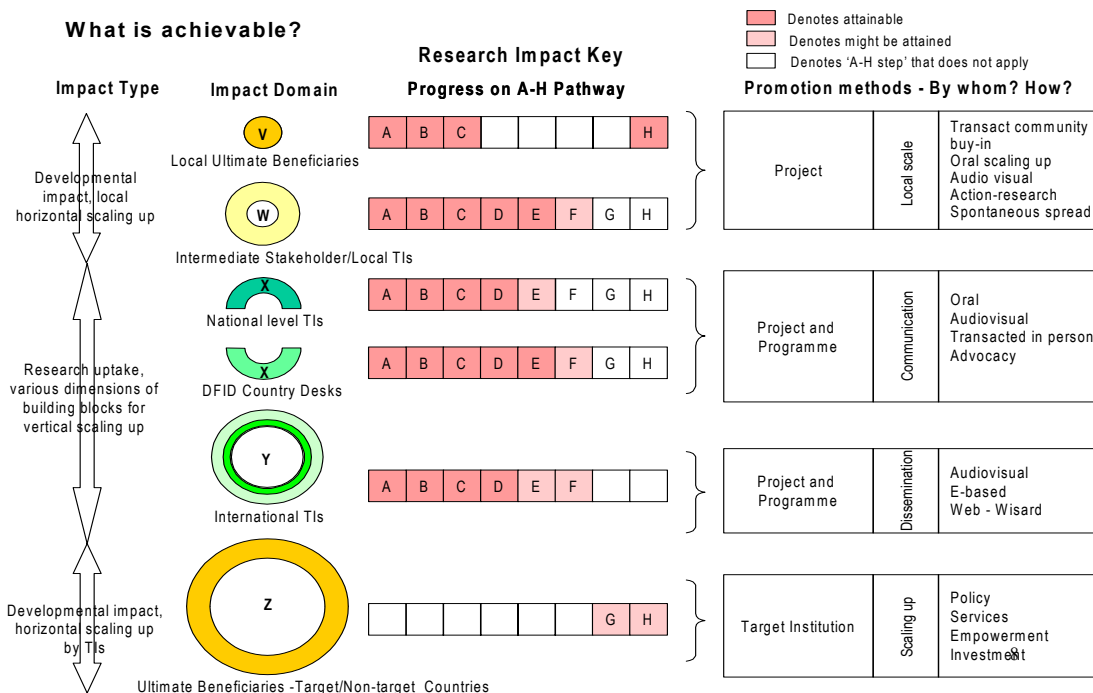 What is achievable?
Denotes attainable
Denotes might be attained
Denotes 'A-H step' that does not apply
Research Impact Key
Impact Type
Impact Domain
Progress on A-H Pathway
Promotion methods - By whom? How?
V
Local Ultimate Beneficiaries
A B C H
Developmental
impact, local
horizontal scaling up
W
Intermediate Stakeholder/Local TIs
A B C D E F G H
Project
Local scale
Transact community
buy-in
Oral scaling up
Audio visual
Action-research
Spontaneous spread
X
National level TIs
A B C D E F G H
X
DFID Country Desks
A B C D E F G H
Project and
Programme
Communication
Oral
Audiovisual
Transacted in person
Advocacy
Research uptake,
various dimensions of
building blocks for
vertical scaling up
Y
International TIs
A B C D E F
Project and
Programme
Dissemination
Audiovisual
E-based
Web - Wisard
Developmental impact,
horizontal scaling up
by TIs
Z
Ultimate Beneficiaries -Target/Non-target Countries
G H
Target Institution
Scaling up
Policy
Services
Empowerment
Investment
8